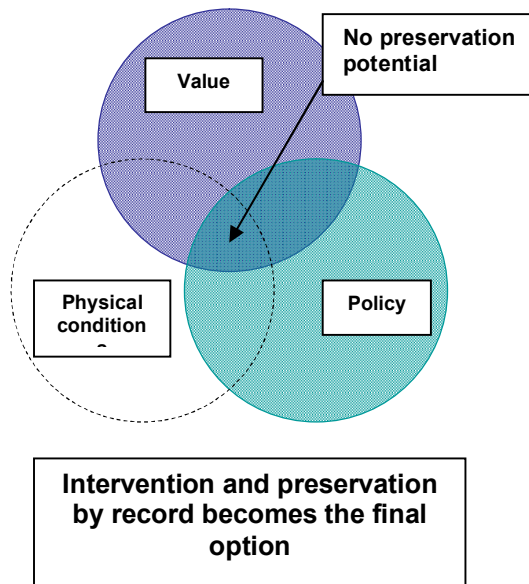 No preservation
potential
Value
Physical
condition
Policy
Intervention and preservation
by record becomes the final
option